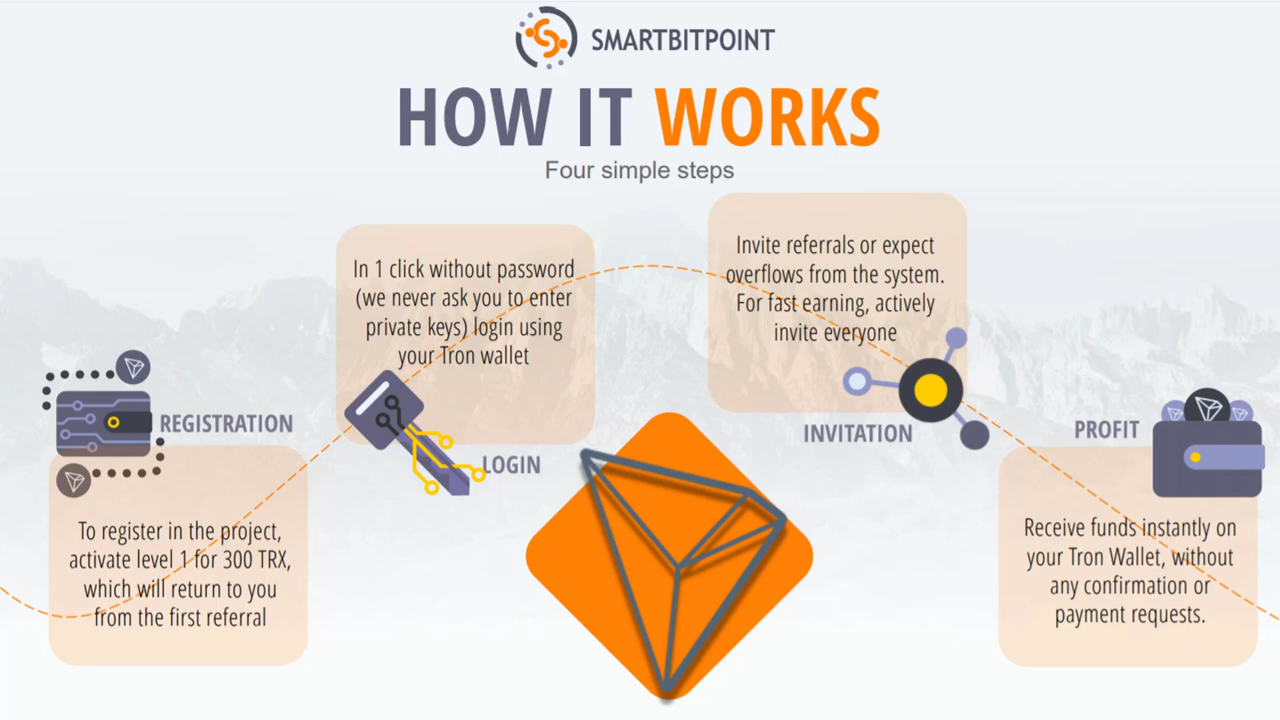 SMARTBITPOINT
HOW IT WORKS
Four simple steps
REGISTRATION
To register in the project,
activate level 1 for 300 TRX,
which will return to you
from the first referral
In 1 click without password
(we never ask you to enter
private keys) login using
your Tron wallet
LOGIN
Invite referrals or expect
overflows from the system.
For fast earning, actively
invite everyone
INVITATION
PROFIT
Receive funds instantly on
your Tron Wallet, without
any confirmation or
payment requests.